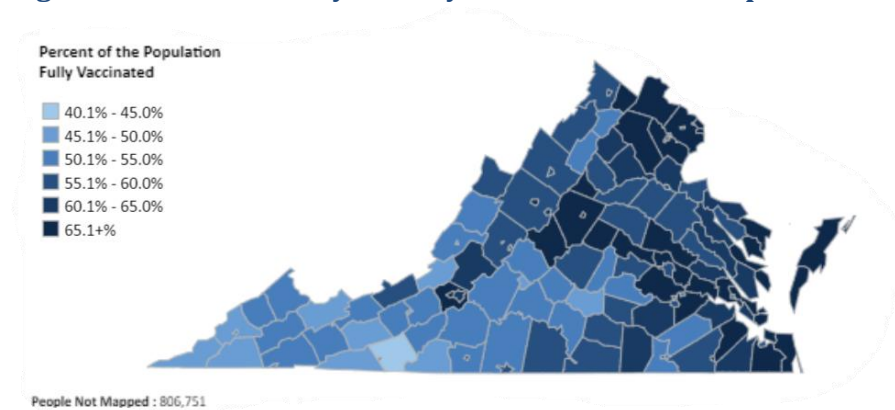 Percent of the Population
Fully Vaccinated
40.1% - 45.0%
45.1% - 50.0%
50.1% - 55.0%
55.1% - 60.0%
60.1% - 65.0%
65.1+%
People Not Mapped : 806,751